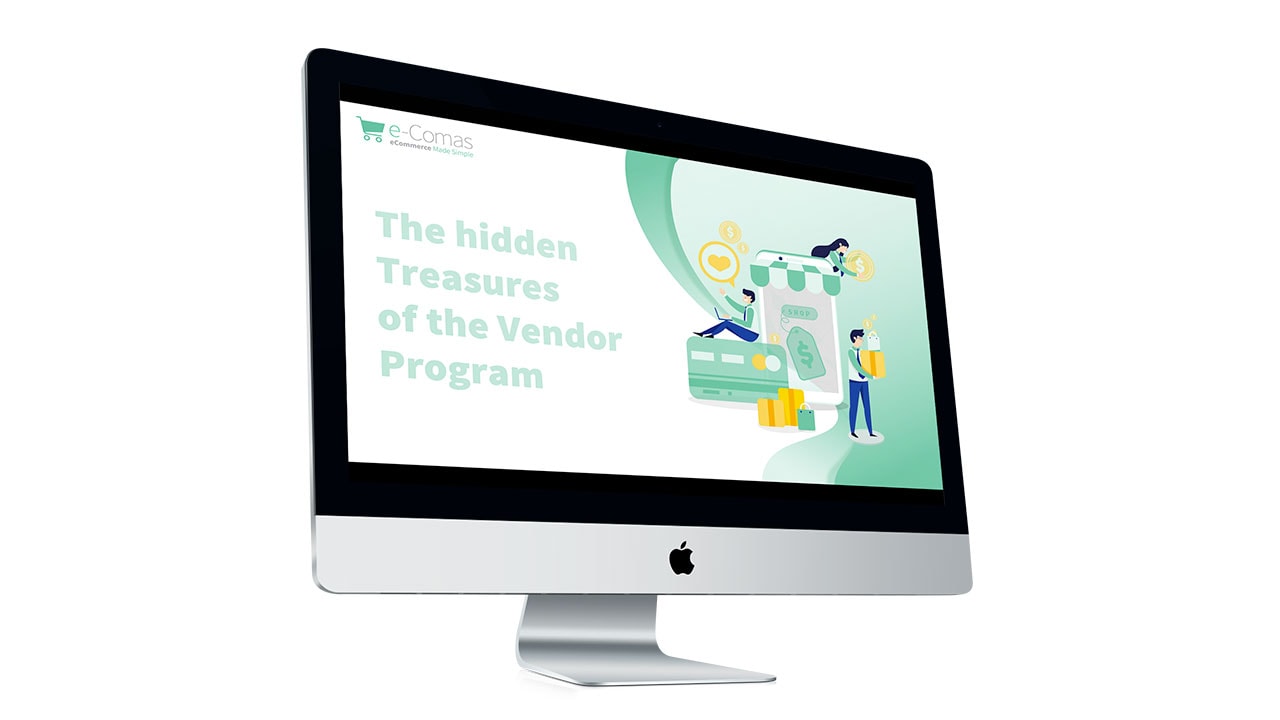 e-Comas
eCommerce Made Simple
The hidden
Treasures
of the Vendor
Program
SHOP